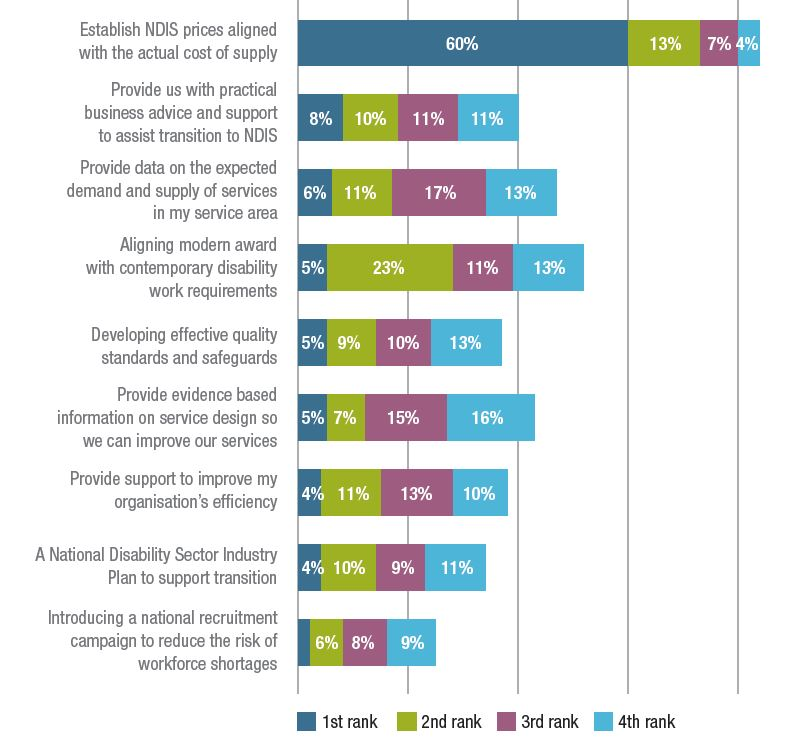 Establish NDIS prices aligned
with the actual cost of supply
60% 13% 7% 4%
Provide us with practical
business advice and support
to assist transition to NDIS
8% 10% 11% 11%
Provide data on the expected
demand and supply of services
in my service area
6% 11% 17% 13%
Aligning modern award
with contemporary disability
work requirements
5% 23% 11% 13%
Developing effective quality
standards and safeguards
5% 9% 10% 13%
Provide evidence based
information on service design so
we can improve our services
5% 7% 15% 16%
Provide support to improve my
organisation’s efficiency
4% 11% 13% 10%
A National Disability Sector Industry
Plan to support transition
4% 10% 9% 11%
Introducing a national recruitment
campaign to reduce the risk of
workforce shortages
6% 8% 9%
1st rank 2nd rank 3rd rank 4th rank